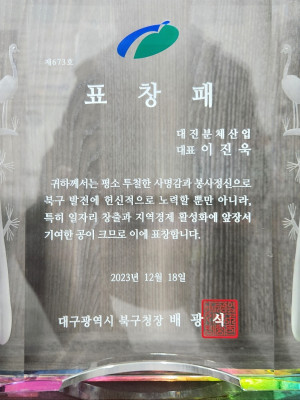 제673호
표창패
대진분체산업
대표 이진욱
귀하께서는 평소 투철한 사명감과 봉사정신으로
북구 발전에 헌신적으로 노력할 뿐만 아니라,
특히 일자리 창출과 지역경제 활성화에 앞장서
기여한 공이 크므로 이에 표창합니다.
2023년 12월 18일
대구광역시 북구청장 배광식